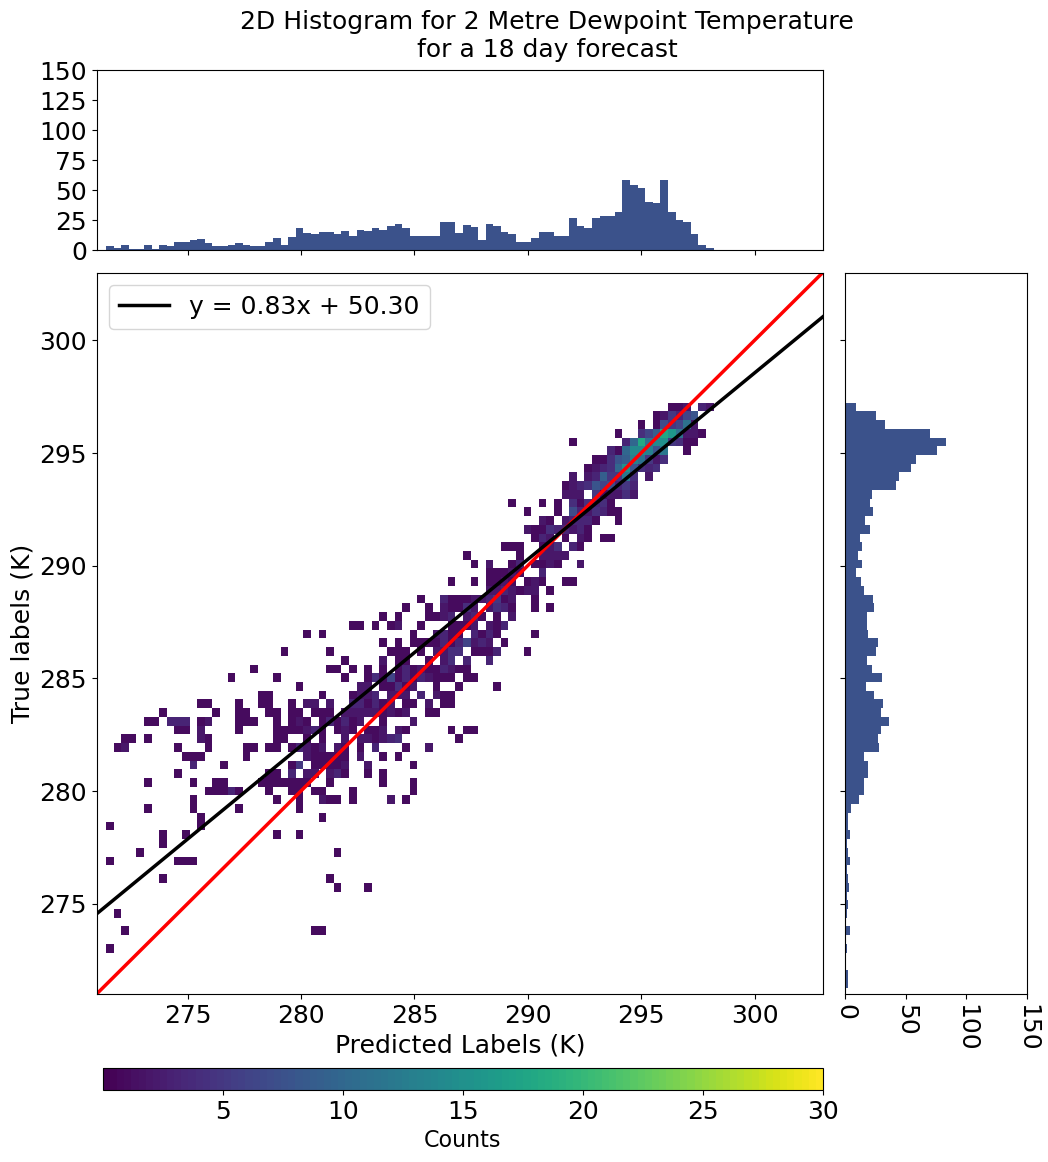 2D Histogram for 2 Metre Dewpoint Temperature
for a 18 day forecast
150
125
100
75
50
25
0
y = 0.83x + 50.30
300
295
290
285
280
275
True labels (K)
275 280 285 290 295 300
Predicted Labels (K)
0 50 100 150
5 10 15 20 25 30
Counts